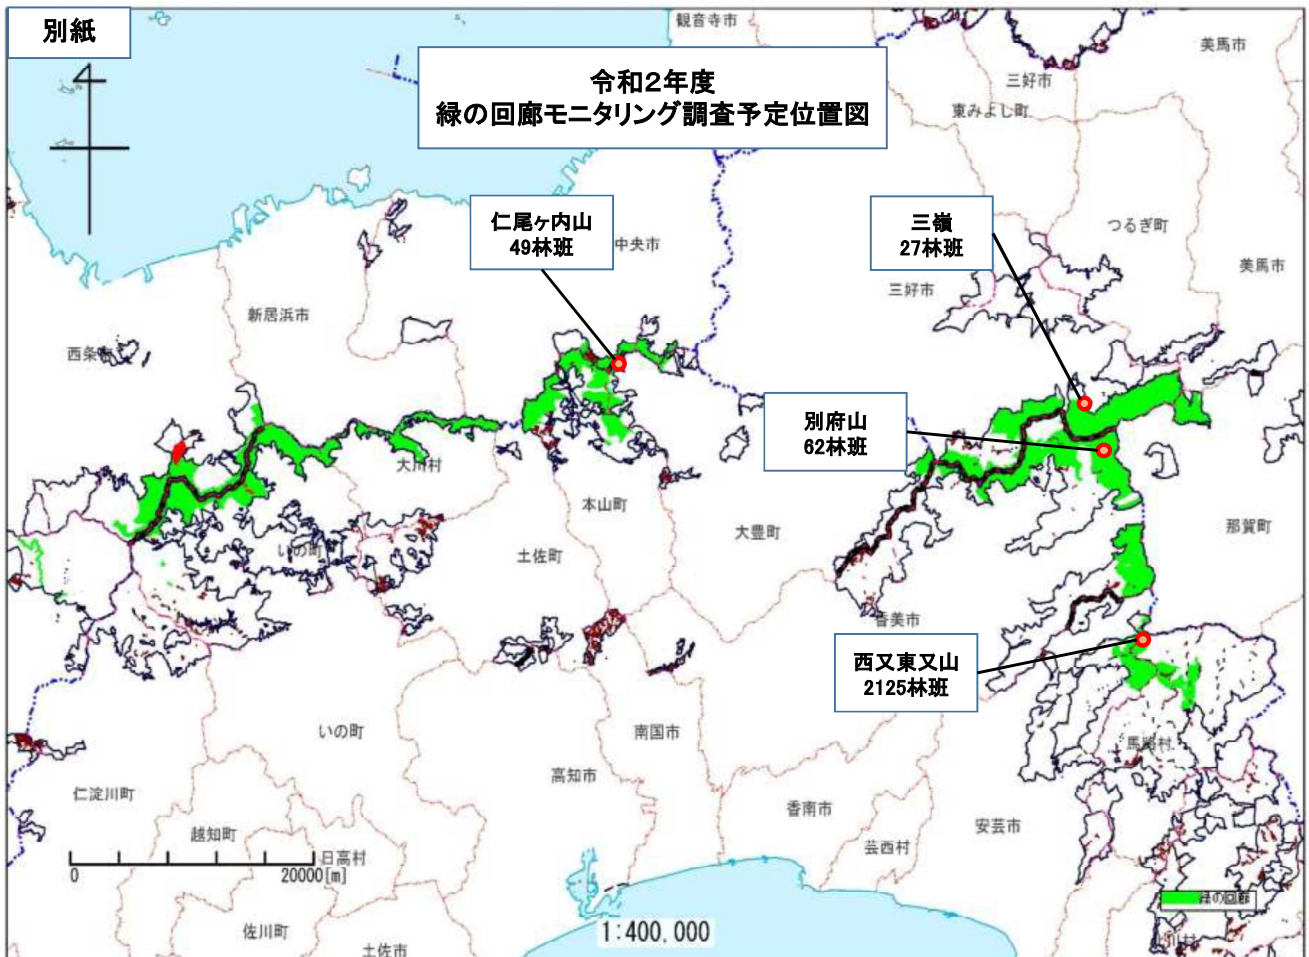 別紙
観音寺市
美馬市
令和2年度
緑の回廊モニタリング調査予定位置図
三好市
東みよし町
仁尾ヶ内山
49林班
中央市
三嶺
27林班
つるぎ町
美馬市
三好市
新居浜市
西条
別府山
62林班
大川村
本山町
大豊町
那賀町
いの町
土佐町
香美市
西又東又山
2125林班
いの町
南国市
馬路村
高知市
仁淀川町
香南市
安芸市
越知町
芸西村
日高村
0
20000[m]
緑の回廊
佐川町
1:400,000
土佐市
川村